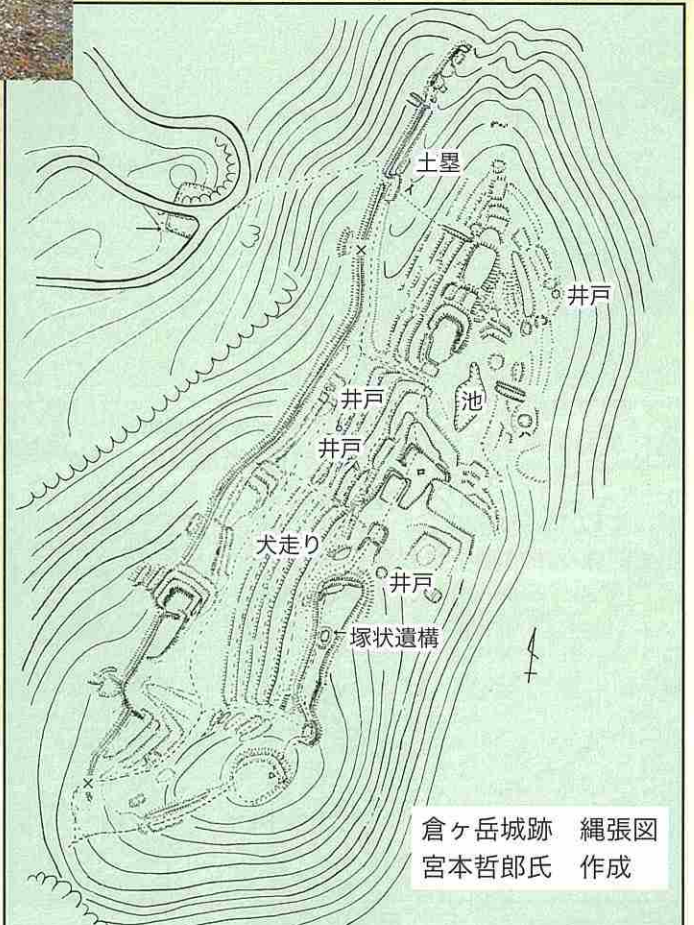 土塁
井戸
井戸
池
井戸
犬走り
井戸
塚状遺構
倉ヶ岳城跡　縄張図
宮本哲郎氏　作成